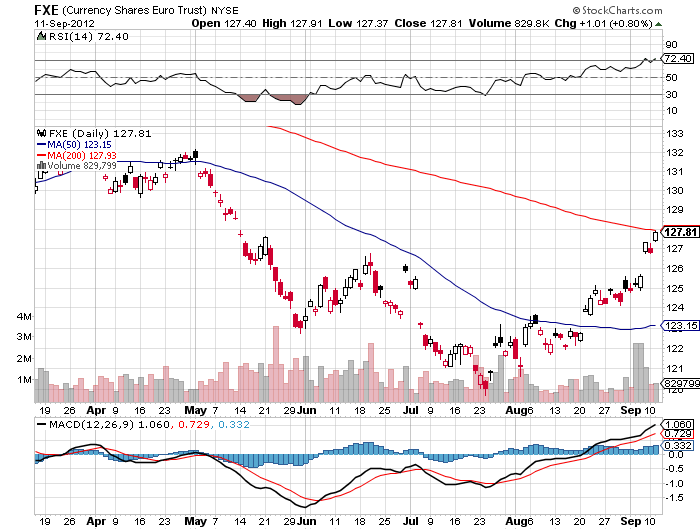 FXE (Currency Shares Euro Trust) NYSE © StockCharts.com
11-Sep-2012 Open 127.40 High 127.91 Low 127.37 Close 127.81 Volume 829.8K Chg +1.01 (+0.80%)
RSI(14) 72.40
90
72.40
50
30
10
FXE (Daily) 127.81
MA(50) 123.15
MA(200) 127.93
Volume 829,799
133
132
131
130
129
127.81
127
126
125
124
123.15
122
121
120
829799
4M
3M
2M
1M
19 26 Apr 9 16 23 May 7 14 21 29 Jun 11 18 25 Jul 9 16 23 Aug 6 13 20 27 Sep 10
MACD(12,26,9) 1.060, 0.729, 0.332
1.060
0.729
0.332
0.0
-0.5
-1.0
-1.5
19 26 Apr 9 16 23 May 7 14 21 29 Jun 11 18 25 Jul 9 16 23 Aug 6 13 20 27 Sep 10